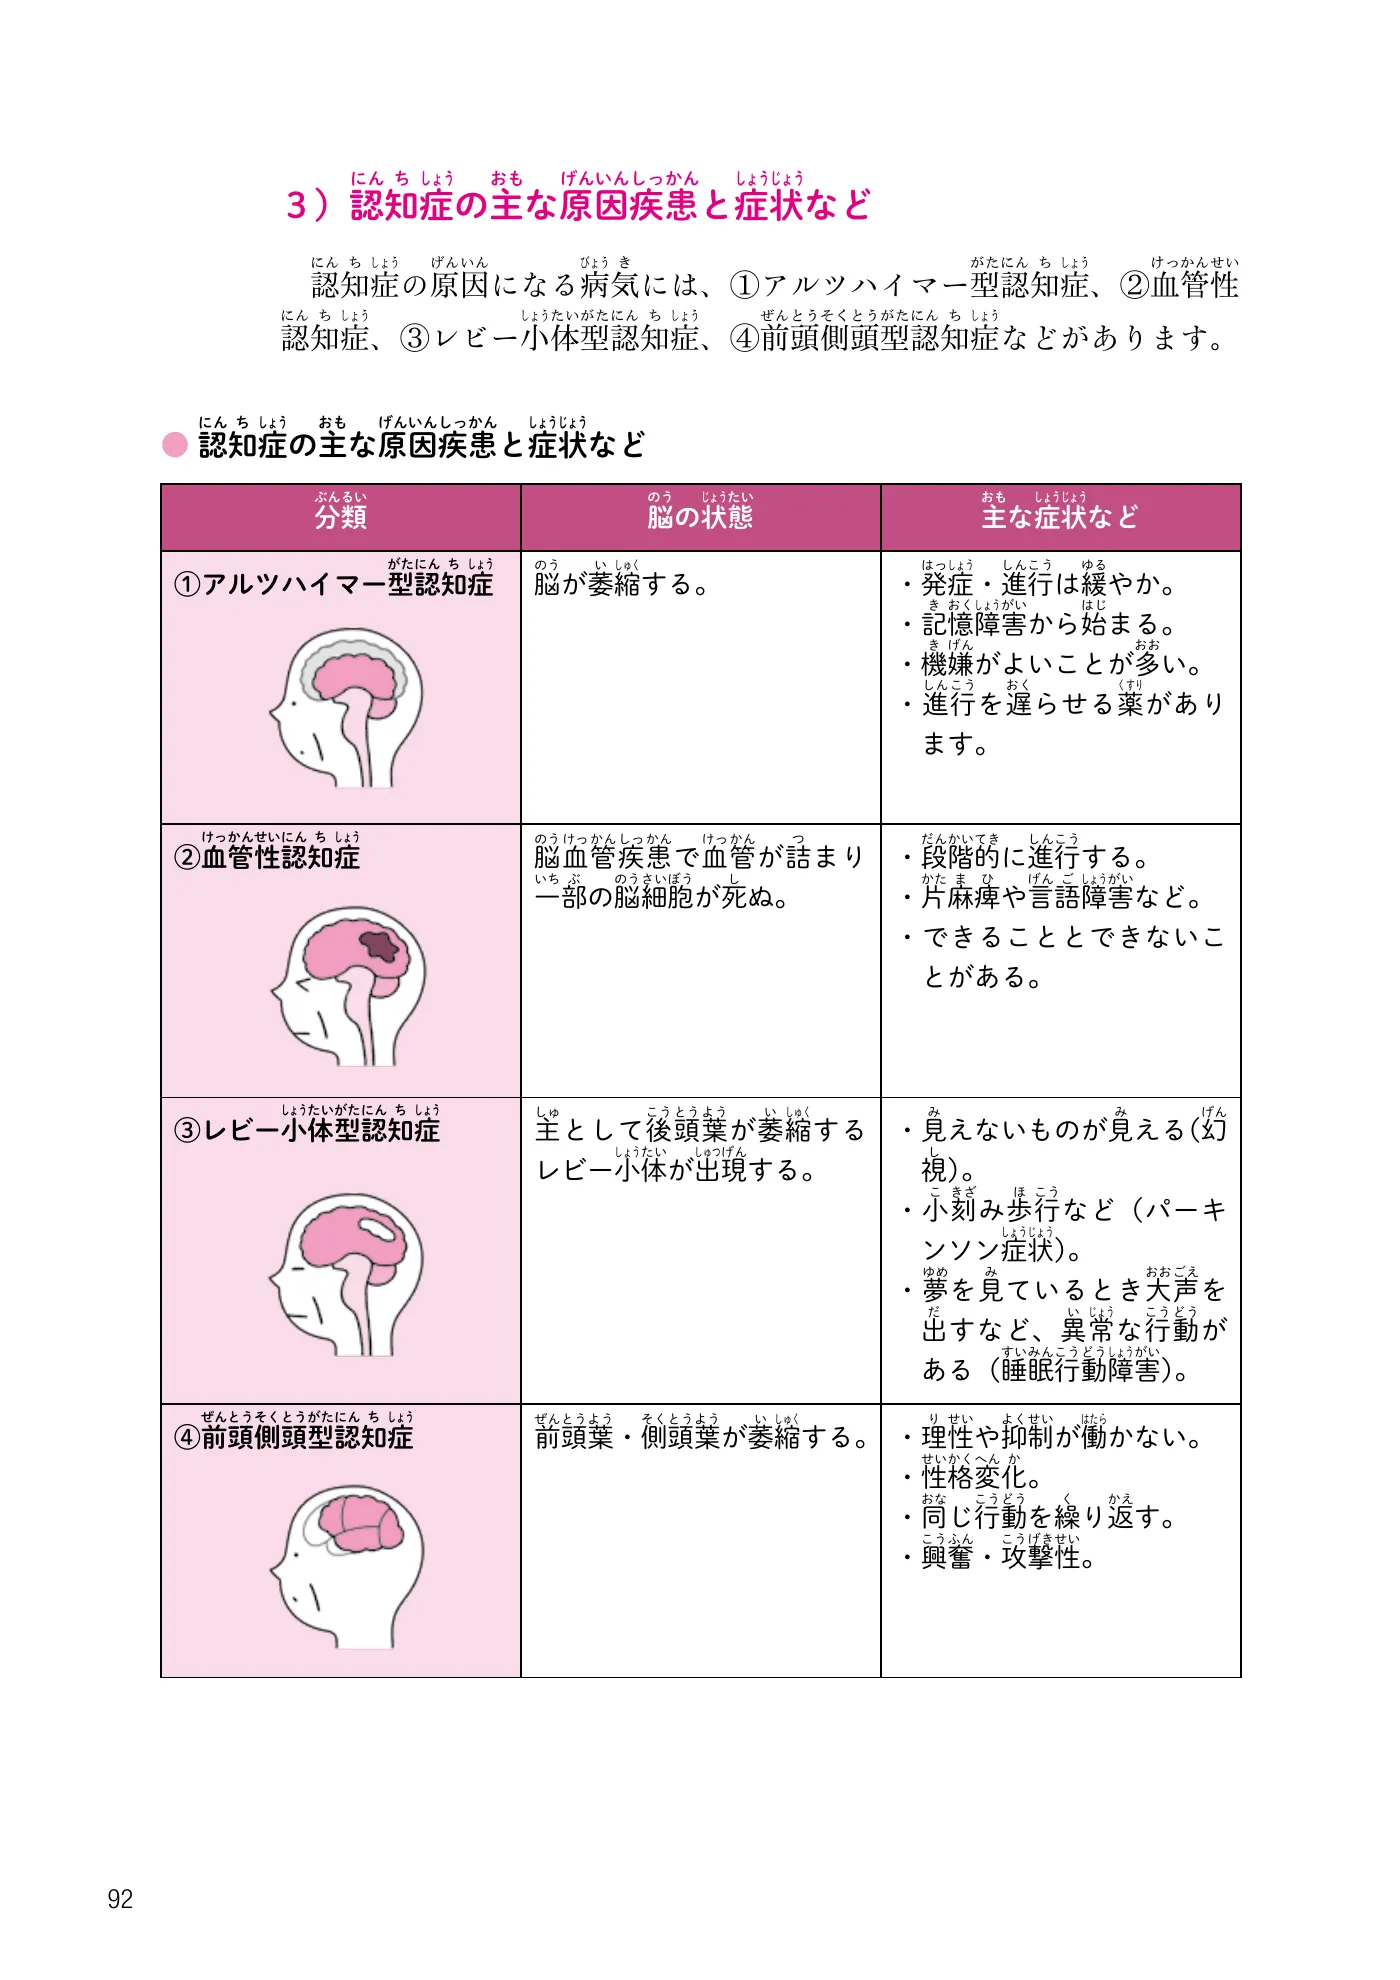 3）認知症の主な原因疾患と症状など
認知症の原因になる病気には、①アルツハイマー型認知症、②血管性
認知症、③レビー小体型認知症、④前頭側頭型認知症などがあります。
● 認知症の主な原因疾患と症状など
分類 脳の状態 主な症状など
①アルツハイマー型認知症
脳が萎縮する。
・発症・進行は緩やか。
・記憶障害から始まる。
・機嫌がよいことが多い。
・進行を遅らせる薬があり
ます。
②血管性認知症
脳血管疾患で血管が詰まり
一部の脳細胞が死ぬ。
・段階的に進行する。
・片麻痺や言語障害など。
・できることとできないこ
とがある。
③レビー小体型認知症
主として後頭葉が萎縮する
レビー小体が出現する。
・見えないものが見える（幻
視）。
・小刻み歩行など（パーキ
ンソン症状）。
・夢を見ているとき大声を
出すなど、異常な行動が
ある（睡眠行動障害）。
④前頭側頭型認知症
前頭葉・側頭葉が萎縮する。
・理性や抑制が働かない。
・性格変化。
・同じ行動を繰り返す。
・興奮・攻撃性。
92